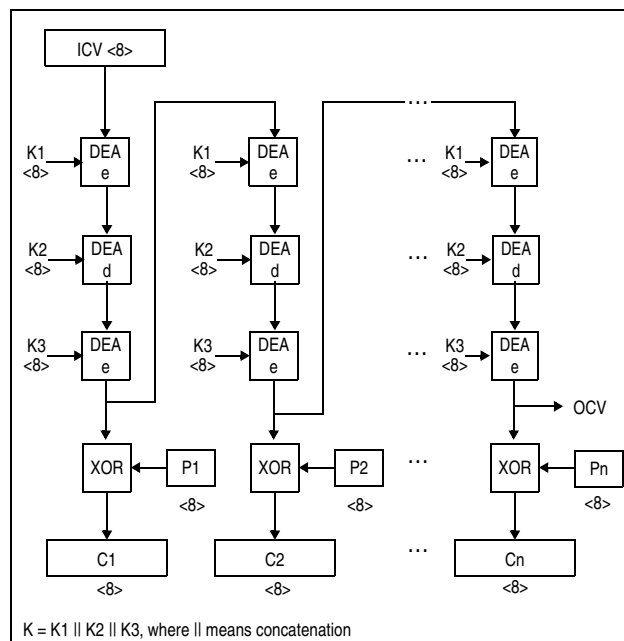 ICV <8>
...
K1 DEA K1 DEA ... K1 DEA
<8> e <8> e <8> e
K2 DEA K2 DEA ... K2 DEA
<8> d <8> d <8> d
K3 DEA K3 DEA ... K3 DEA
<8> e <8> e <8> e
OCV
XOR P1 XOR P2 ... XOR Pn
<8> <8> <8>
C1 C2 ... Cn
<8> <8> <8>
K = K1 || K2 || K3, where || means concatenation